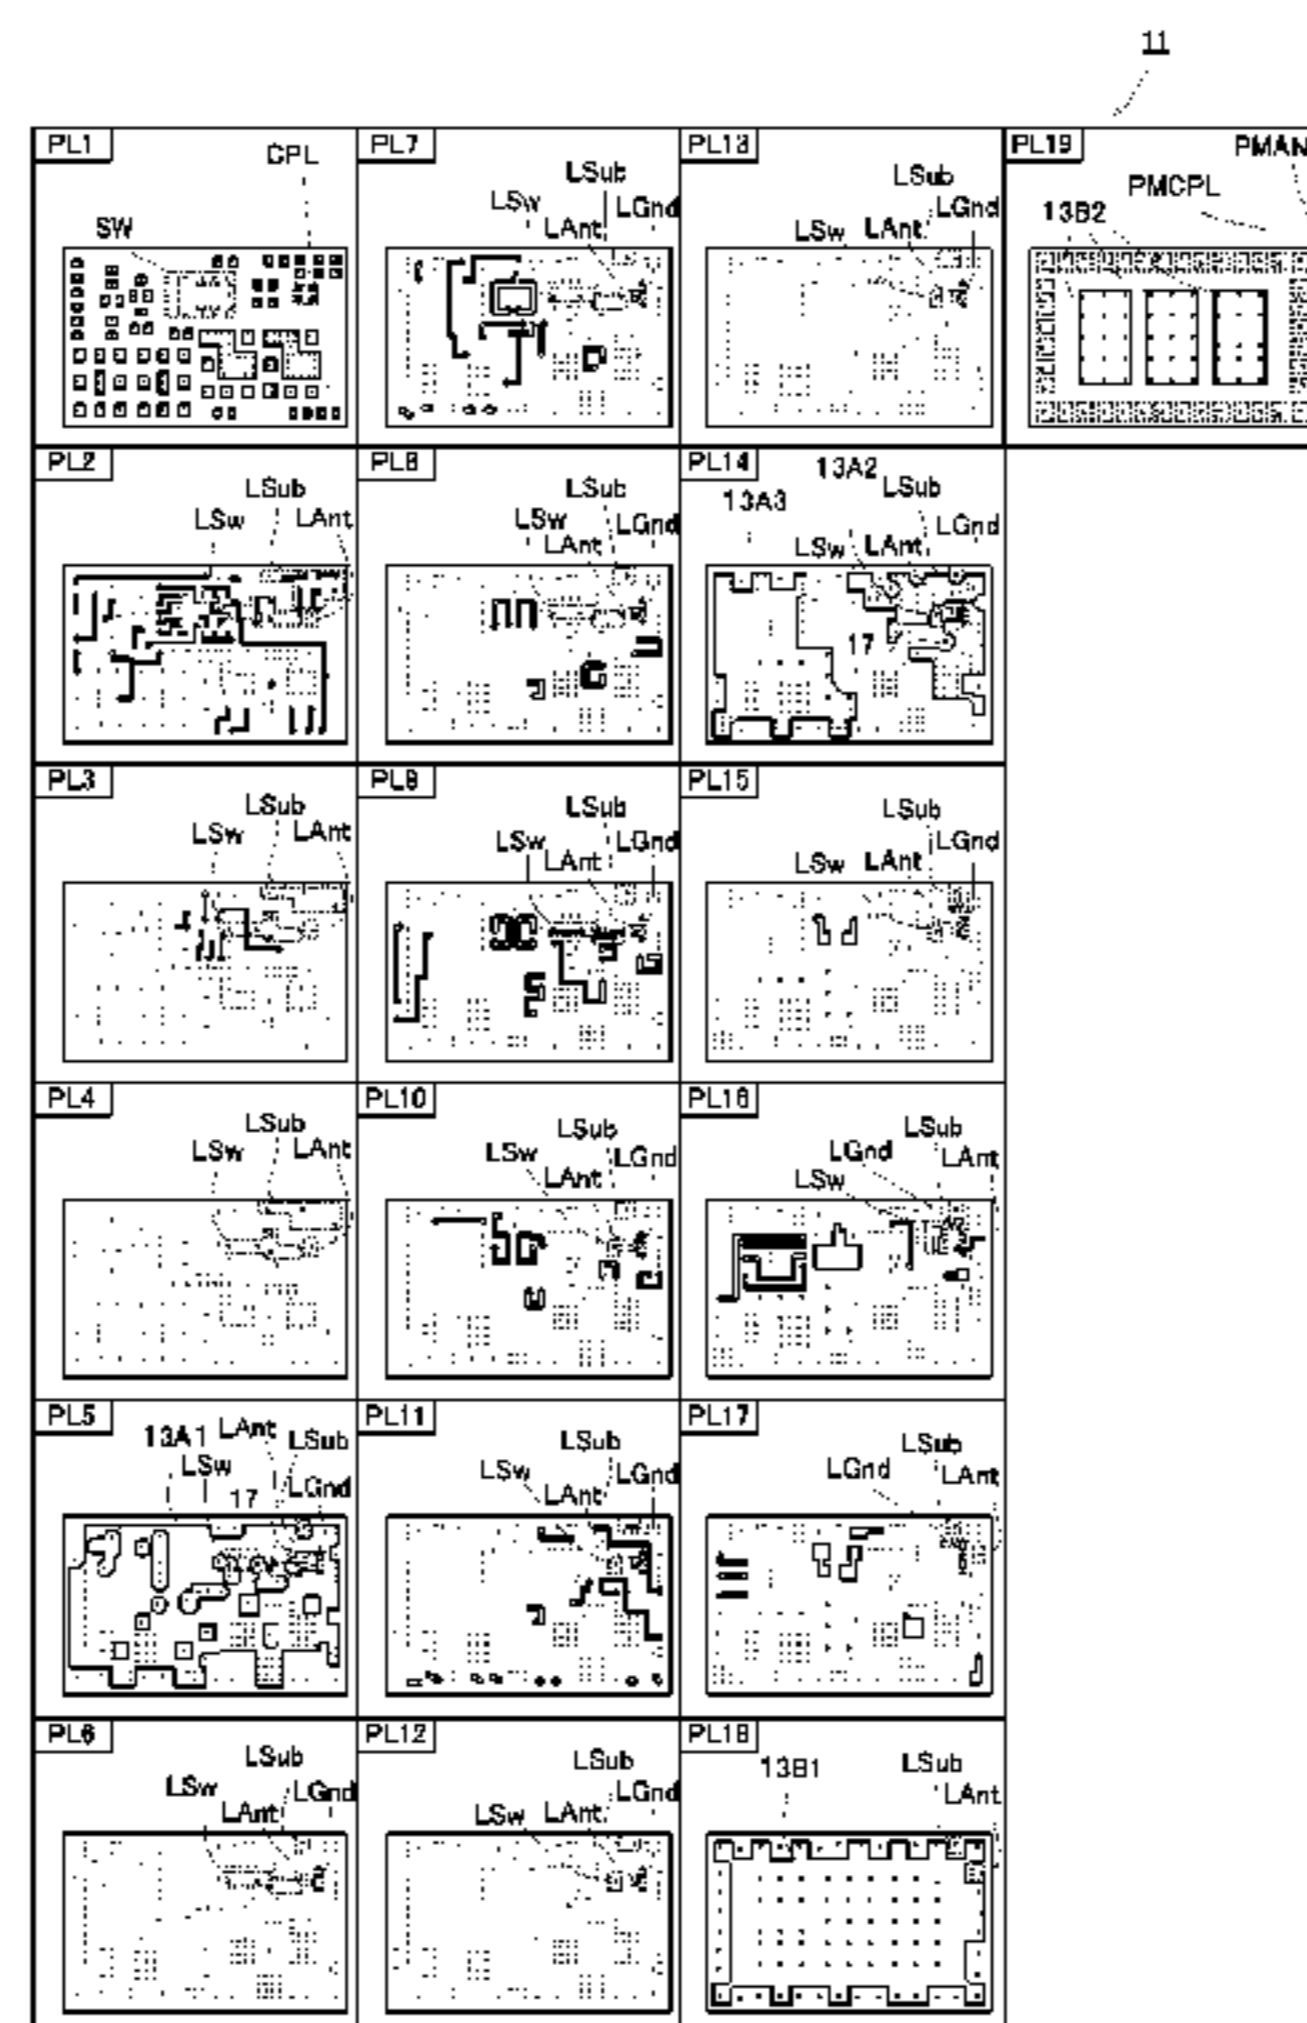 11
PL1
CPL
SW
PL7
LSub
LSw
LGnd
LAnt
PL13
LSub
LGnd
LSw
LAnt
PL19
PMAN
PMCPL
13B2
PL2
LSub
LSw
LAnt
PL8
LSub
LSw
LGnd
LAnt
PL14
13A2
13A3
LSub
LGnd
LSw
LAnt
17
PL3
LSub
LSw
LAnt
PL9
LSub
LSw
LGnd
LAnt
PL15
LSub
LGnd
LSw
LAnt
PL4
LSub
LSw
LAnt
PL10
LSub
LSw
LGnd
LAnt
PL16
LSub
LGnd
LAnt
LSw
PL5
13A1
LAnt
LSub
LSw
17
LGnd
PL11
LSub
LSw
LGnd
LAnt
PL17
LSub
LGnd
LAnt
PL6
LSub
LSw
LGnd
LAnt
PL12
LSub
LGnd
LSw
LAnt
PL18
13B1
LSub
LAnt